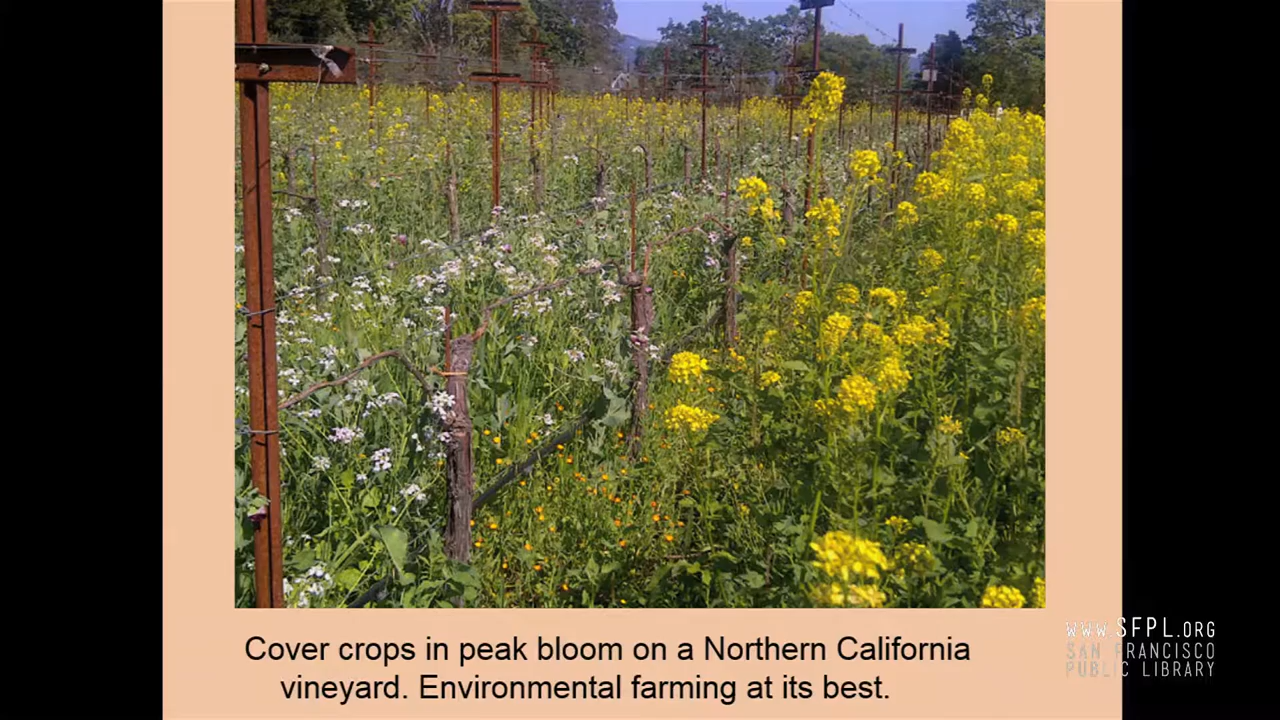 Cover crops in peak bloom on a Northern California
vineyard. Environmental farming at its best.
WWW.SFPL.ORG
SAN FRANCISCO
PUBLIC LIBRARY